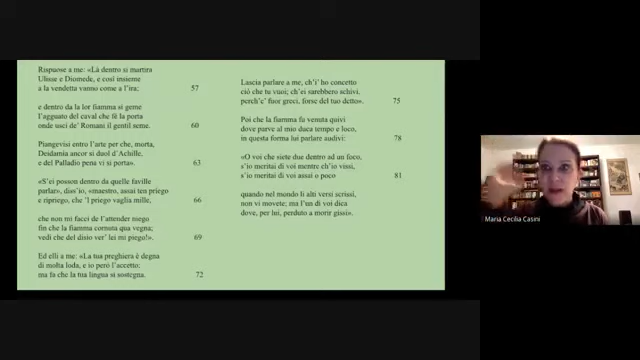 Rispuose a me: «Là dentro si martira
Ulisse e Diomede, e così insieme
a la vendetta vanno come a l'ira; 57
e dentro da la lor fiamma si geme
l'agguato del caval che fé la porta
onde uscì de' Romani il gentil seme. 60
Piangevisi entro l'arte per che, morta,
Deïdamìa ancor si duol d'Achille,
e del Palladio pena vi si porta». 63
«S'ei posson dentro da quelle faville
parlar», diss'io, «maestro, assai ten priego
e ripriego, che 'l priego vaglia mille, 66
che non mi facci de l'attender niego
fin che la fiamma cornuta qua vegna;
vedi che del disio ver' lei mi piego!». 69
Ed elli a me: «La tua preghiera è degna
di molta loda, e io però l'accetto;
ma fa che la tua lingua si sostegna. 72
Lascia parlare a me, ch'i' ho concetto
ciò che tu vuoi; ch'ei sarebbero schivi,
perch'e' fuor greci, forse del tuo detto». 75
Poi che la fiamma fu venuta quivi
dove parve al mio duca tempo e loco,
in questa forma lui parlare audivi: 78
«O voi che siete due dentro ad un foco,
s'io meritai di voi mentre ch'io vissi,
s'io meritai di voi assai o poco 81
quando nel mondo li alti versi scrissi,
non vi movete; ma l'un di voi dica
dove, per lui, perduto a morir gissi».
Maria Cecilia Casini